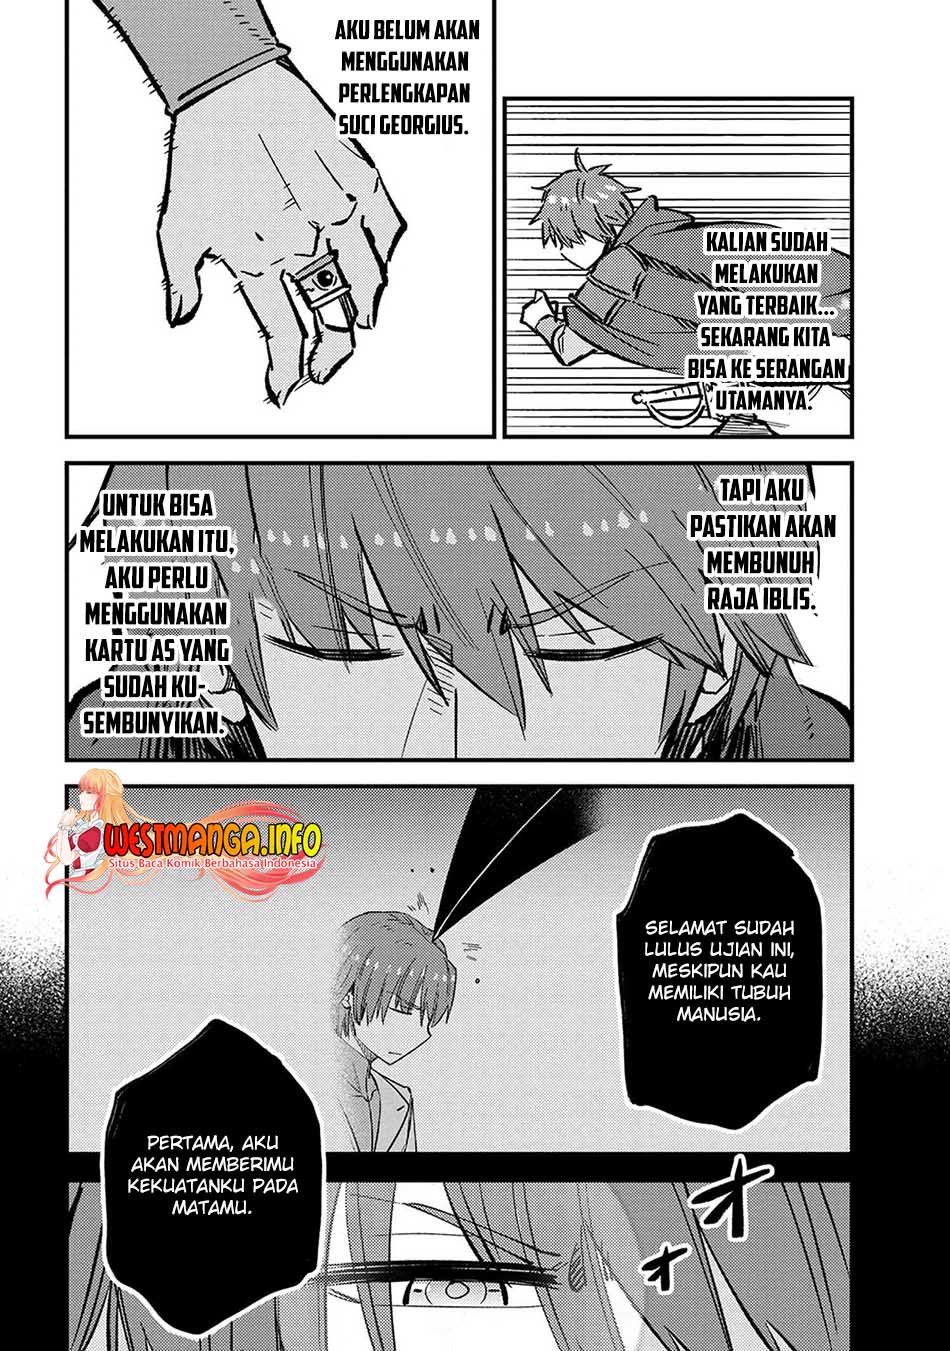 KALIAN SUDAH
MELAKUKAN
YANG TERBAIK...
SEKARANG KITA
BISA KE SERANGAN
UTAMANYA.
AKU BELUM AKAN
MENGGUNAKAN
PERLENGKAPAN
SUCI GEORGIUS.
TAPI AKU
PASTIKAN AKAN
MEMBUNUH
RAJA IBLIS.
UNTUK BISA
MELAKUKAN ITU,
AKU PERLU
MENGGUNAKAN
KARTU AS YANG
SUDAH KU-
SEMBUNYIKAN.
WESTMANGA.INFO
Situs Baca Komik Berbahasa Indonesia
SELAMAT SUDAH
LULUS UJIAN INI,
MESKIPUN KAU
MEMILIKI TUBUH
MANUSIA.
PERTAMA, AKU
AKAN MEMBERIMU
KEKUATANKU PADA
MATAMU.
オ
オ